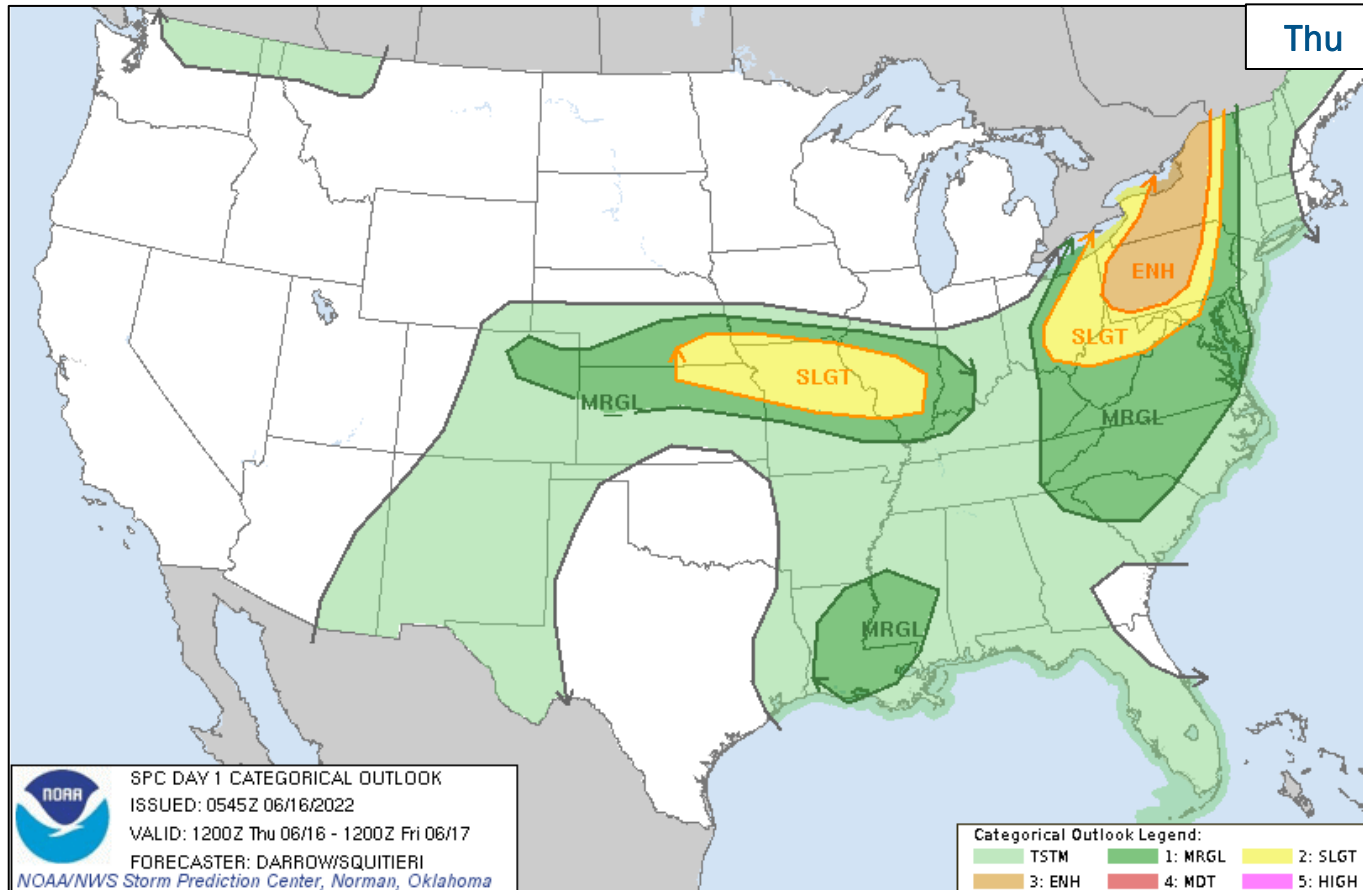 Thu
ENH
SLGT
SLGT
MRGL
MRGL
MRGL
NOAA
SPC DAY 1 CATEGORICAL OUTLOOK
ISSUED: 0545Z 06/16/2022
VALID: 1200Z Thu 06/16 - 1200Z Fri 06/17
FORECASTER: DARROW/SQUITIERI
NOAA/NWS Storm Prediction Center, Norman, Oklahoma
Categorical Outlook Legend:
TSTM 1: MRGL 2: SLGT
3: ENH 4: MDT 5: HIGH